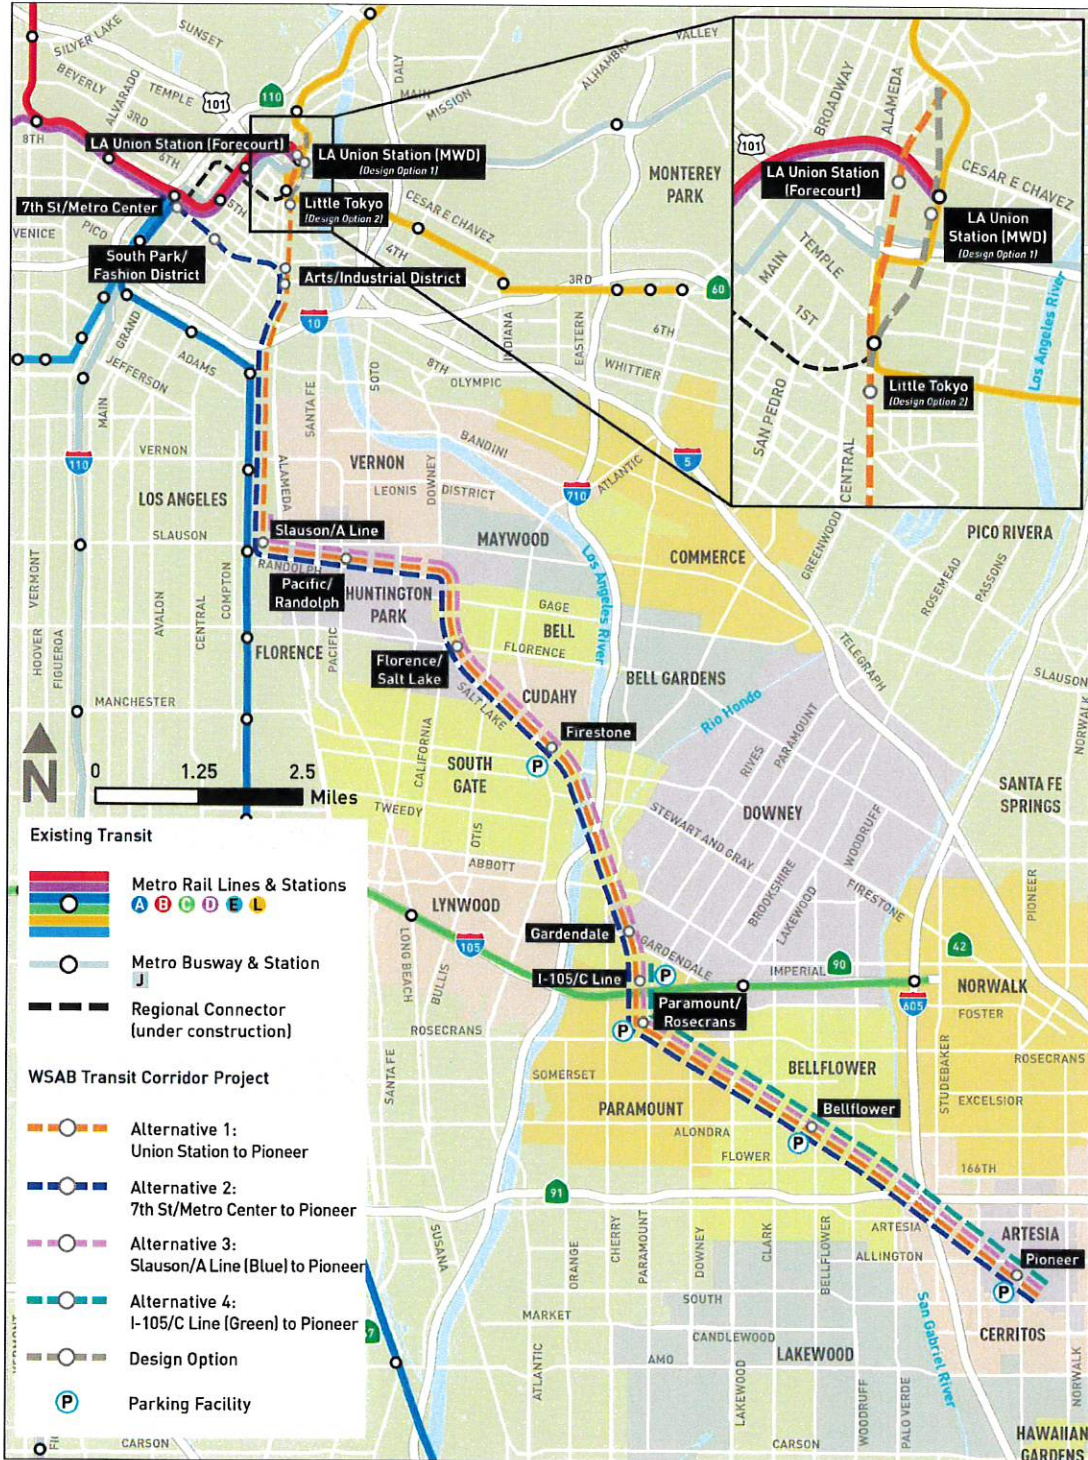 SILVER LAKE
SUNSET
BEVERLY
ALVARADO
TEMPLE
3RD
8TH
6TH
5TH
101
110
DALY
MAIN
MISSION
ALHAMBRA
VALLEY
LA Union Station (Forecourt)
LA Union Station (MWD)
(Design Option 1)
Little Tokyo
(Design Option 2)
7th St/Metro Center
VENICE
PICO
South Park/
Fashion District
Arts/Industrial District
CESAR E CHAVEZ
4TH
3RD
60
MONTEREY
PARK
10
INDIANA
EASTERN
6TH
WHITTIER
8TH
OLYMPIC
SOTO
SANTA FE
GRAND
JEFFERSON
ADAMS
MAIN
110
VERNON
LOS ANGELES
SLAUSON
ALAMEDA
VERNON
LEONIS
DISTRICT
DOWNEY
BANDINI
710
ATLANTIC
5
Slauson/A Line
RANDOLPH
Pacific/
Randolph
HUNTINGTON
PARK
MAYWOOD
COMMERCE
Los Angeles River
GREENWOOD
PICO RIVERA
ROSEMEAD
PASSONS
HOOVER
VERMONT
FIGUEROA
AVALON
CENTRAL
COMPTON
FLORENCE
PACIFIC
GAGE
BELL
FLORENCE
Florence/
Salt Lake
SALT LAKE
CUDAHY
BELL GARDENS
TELEGRAPH
SLAUSON
NORWALK
MANCHESTER
Rio Hondo
CALIFORNIA
Firestone
P
SOUTH
GATE
RIVES
PARAMOUNT
SANTA FE
SPRINGS
N
0
1.25
2.5
Miles
TWEEDY
OTIS
ABBOTT
DOWNEY
STEWART AND GRAY
WOODRUFF
BROOKSHIRE
LAKEWOOD
FIRESTONE
PIONEER
LYNWOOD
LONG BEACH
BULLIS
105
Gardendale
GARDENDALE
I-105/C Line
P
IMPERIAL
90
42
605
NORWALK
FOSTER
Paramount/
Rosecrans
P
ROSECRANS
ROSECRANS
SANTA FE
SOMERSET
PARAMOUNT
BELLFLOWER
Bellflower
P
STUDEBAKER
EXCELSIOR
ALONDRA
FLOWER
166TH
91
SUSANA
ORANGE
CHERRY
PARAMOUNT
DOWNEY
CLARK
BELLFLOWER
ARTESIA
ALLINGTON
ARTESIA
Pioneer
P
SOUTH
MARKET
CANDLEWOOD
AMO
LAKEWOOD
San Gabriel River
CERRITOS
ATLANTIC
LAKEWOOD
WOODRUFF
PALO VERDE
NORWALK
CARSON
CARSON
HAWAIIAN
GARDENS
101
BROADWAY
ALAMEDA
LA Union Station
(Forecourt)
CESAR E CHAVEZ
LA Union
Station (MWD)
(Design Option 1)
MAIN
TEMPLE
1ST
Los Angeles River
Little Tokyo
(Design Option 2)
SAN PEDRO
CENTRAL
Existing Transit
Metro Rail Lines & Stations
A B C D E L
Metro Busway & Station
J
Regional Connector
(under construction)
WSAB Transit Corridor Project
Alternative 1:
Union Station to Pioneer
Alternative 2:
7th St/Metro Center to Pioneer
Alternative 3:
Slauson/A Line (Blue) to Pioneer
Alternative 4:
I-105/C Line (Green) to Pioneer
Design Option
P
Parking Facility